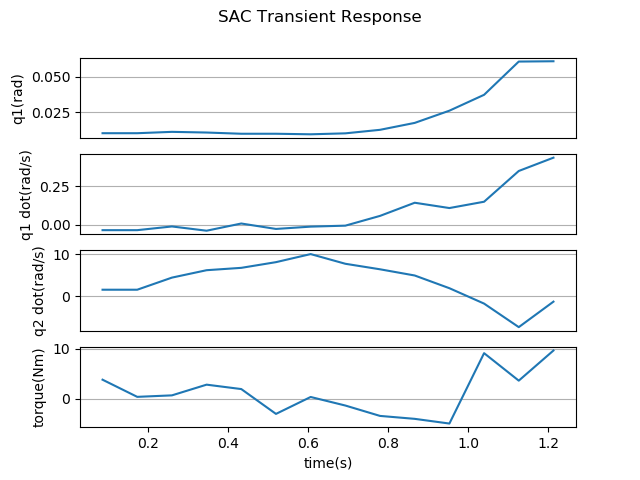 SAC Transient Response
q1(rad)
0.050
0.025
q1 dot(rad/s)
0.25
0.00
q2 dot(rad/s)
10
0
torque(Nm)
10
0
0.2 0.4 0.6 0.8 1.0 1.2
time(s)